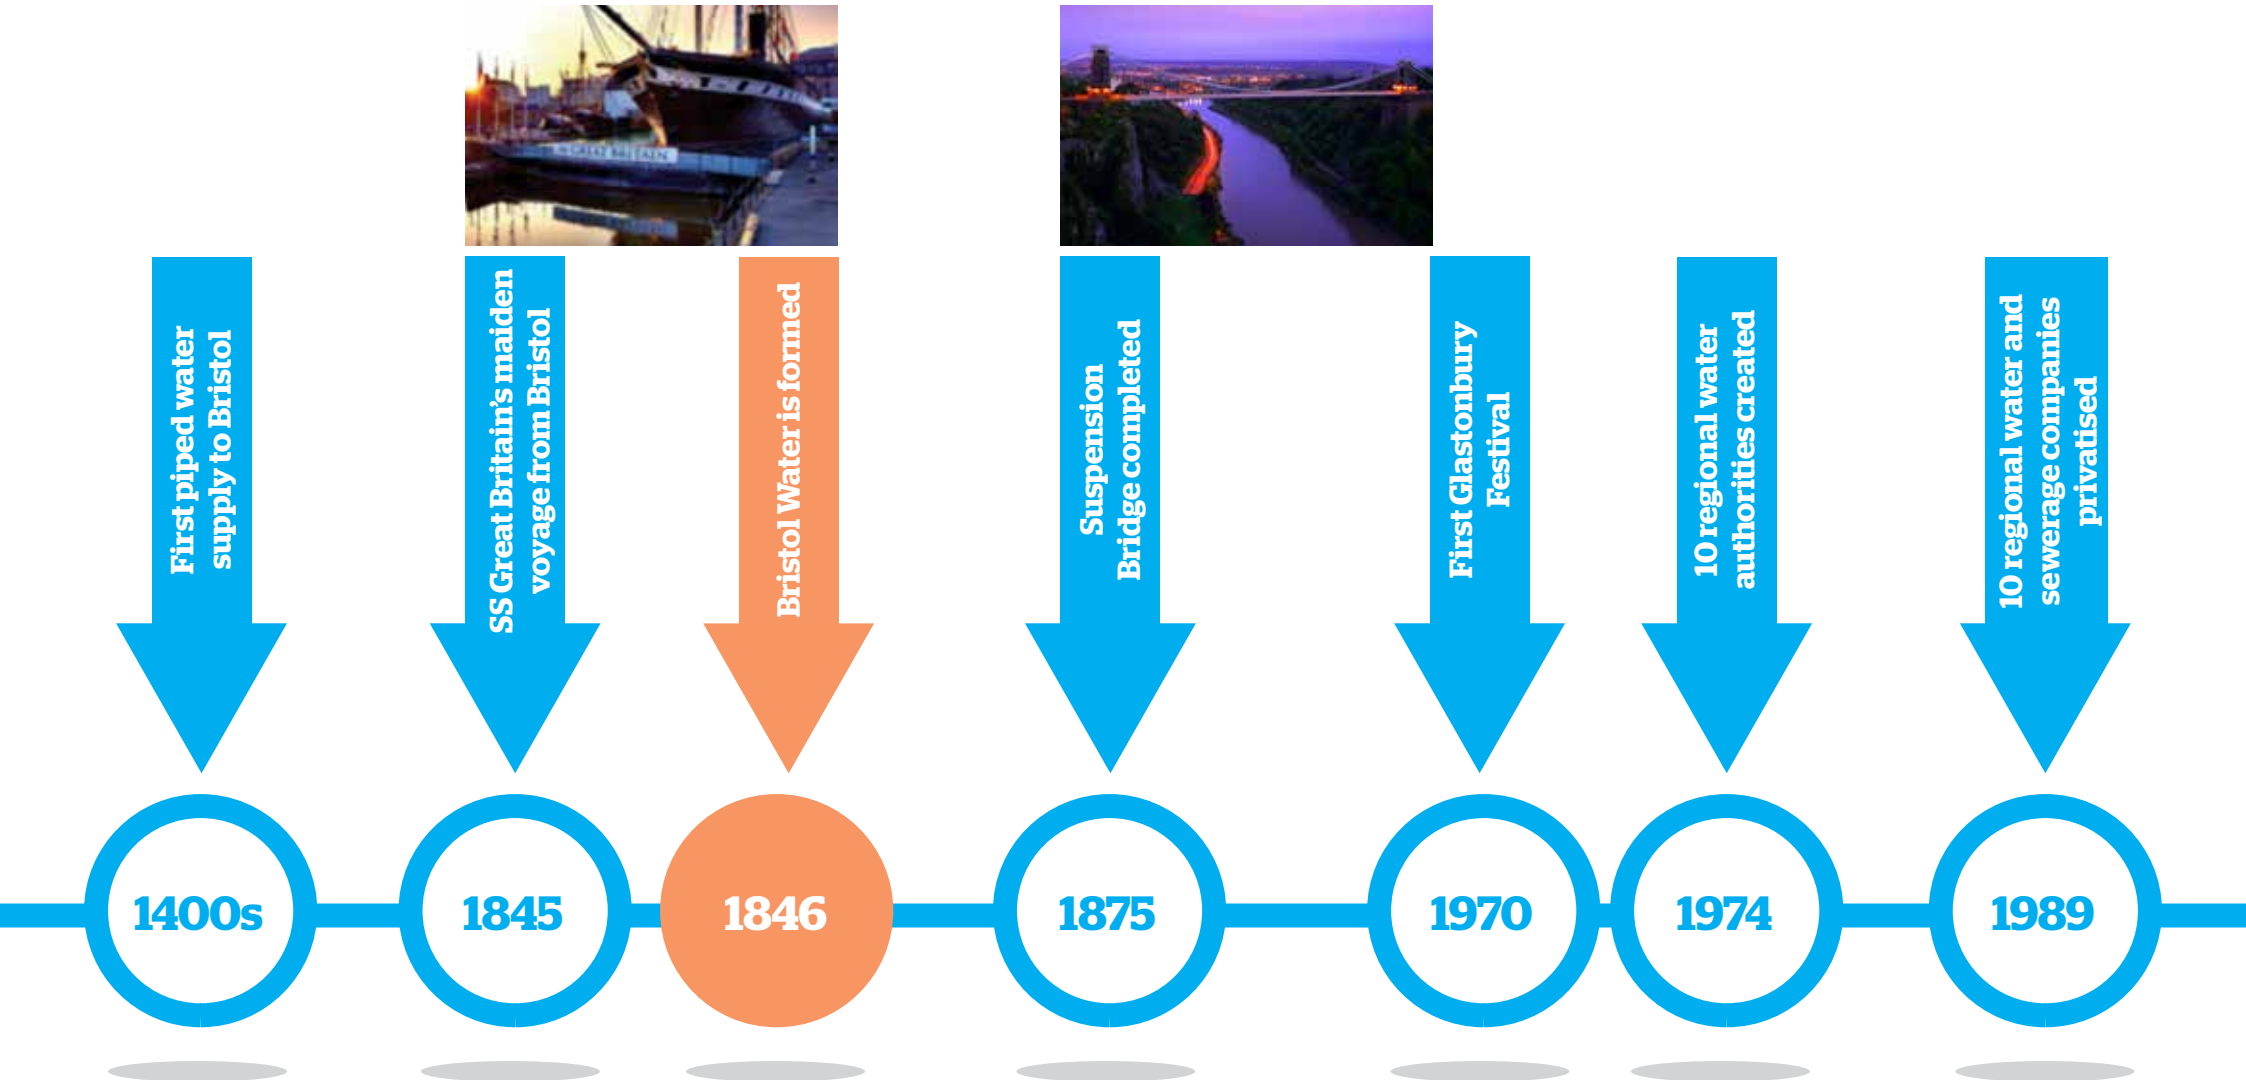 GREAT BRITAIN
First piped water
supply to Bristol
SS Great Britain's maiden
voyage from Bristol
Bristol Water is formed
Suspension
Bridge completed
First Glastonbury
Festival
10 regional water
authorities created
10 regional water and
sewerage companies
privatised
1400s
1845
1846
1875
1970
1974
1989